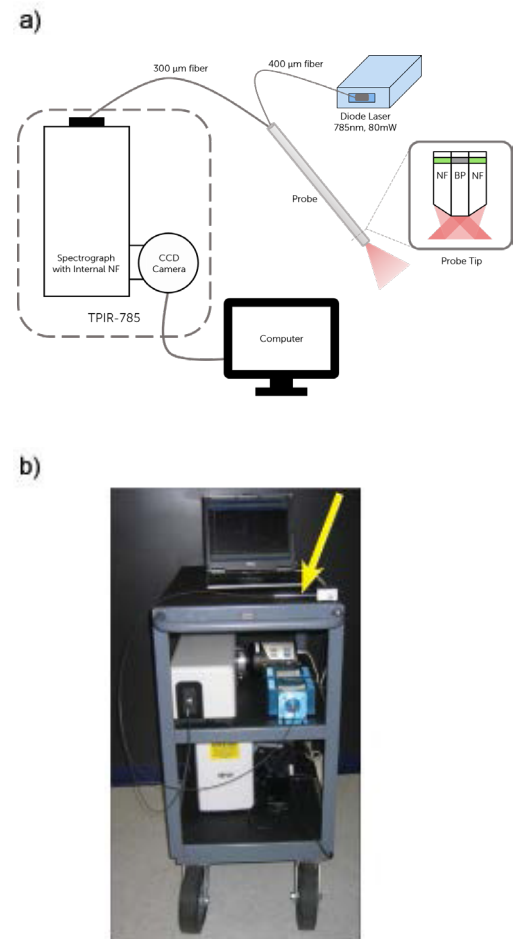 a)
300 µm fiber
400 µm fiber
Diode Laser
785nm, 80mW
NF BP NF
Probe
Probe Tip
Spectrograph
with Internal NF
CCD
Camera
TPIR-785
Computer
b)